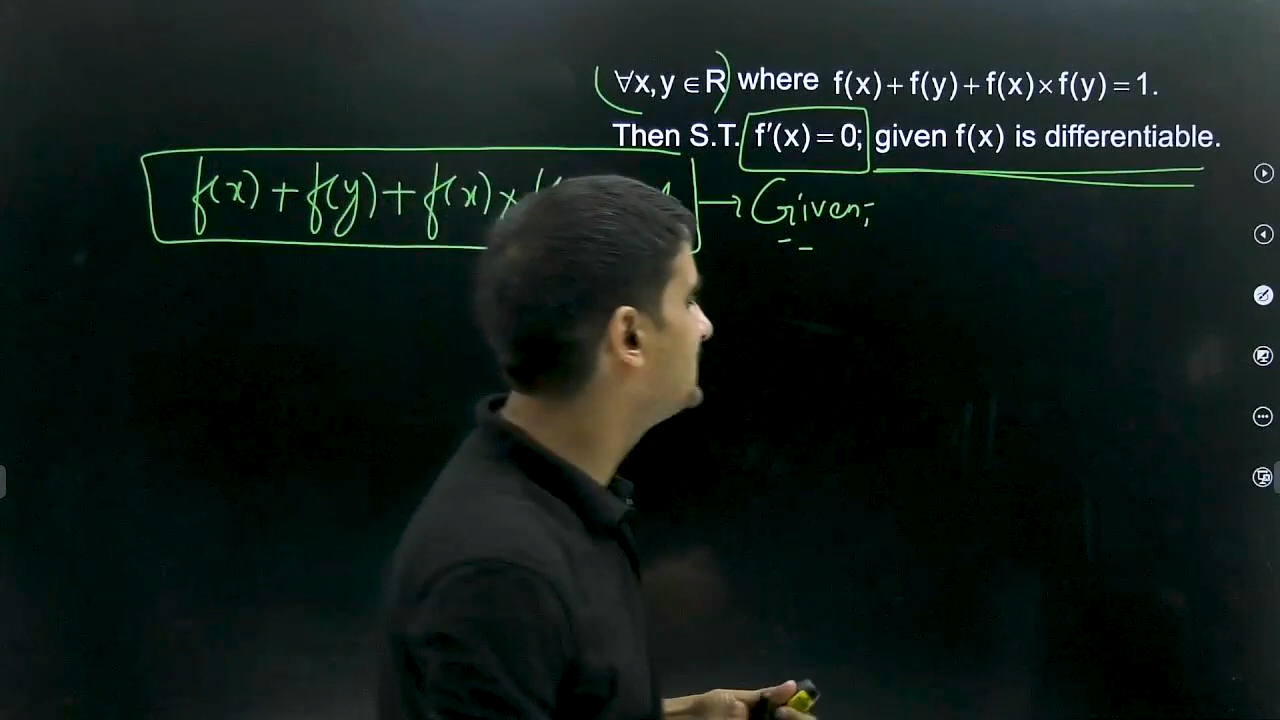 ∀x, y ∈ R where f(x) + f(y) + f(x) × f(y) = 1.
Then S.T. f′(x) = 0; given f(x) is differentiable.
f(x) + f(y) + f(x) × → Given;